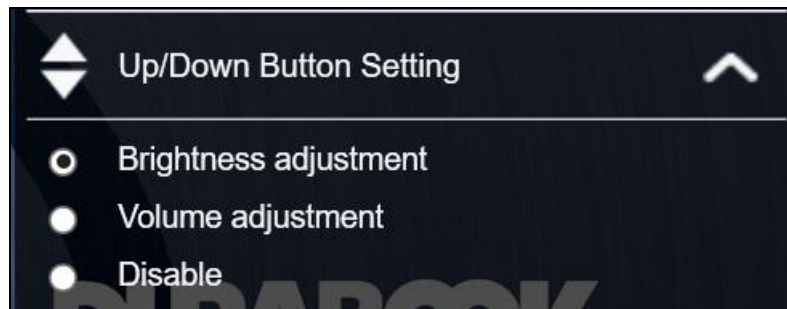 Up/Down Button Setting
Brightness adjustment
Volume adjustment
Disable